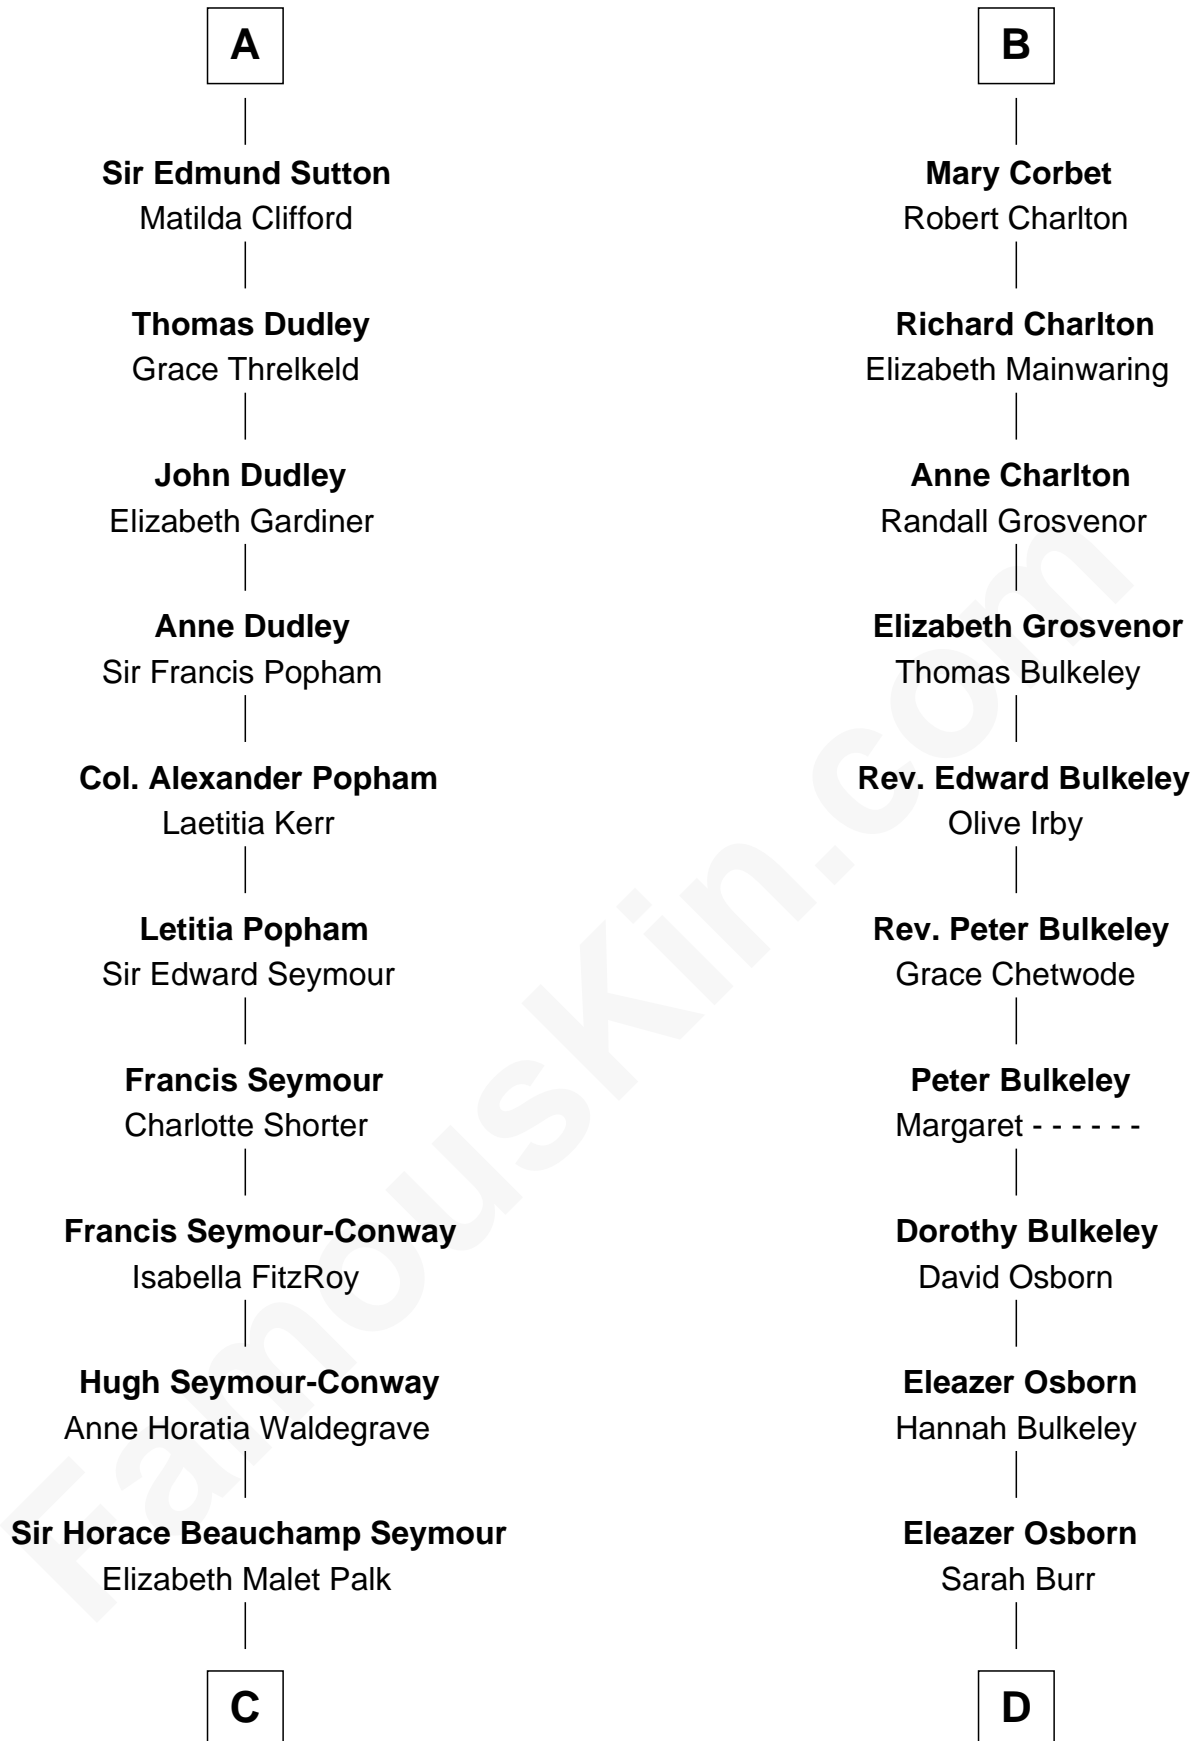 A
Sir Edmund Sutton
Matilda Clifford
Thomas Dudley
Grace Threlkeld
John Dudley
Elizabeth Gardiner
Anne Dudley
Sir Francis Popham
Col. Alexander Popham
Laetitia Kerr
Letitia Popham
Sir Edward Seymour
Francis Seymour
Charlotte Shorter
Francis Seymour-Conway
Isabella FitzRoy
Hugh Seymour-Conway
Anne Horatia Waldegrave
Sir Horace Beauchamp Seymour
Elizabeth Malet Palk
C
B
Mary Corbet
Robert Charlton
Richard Charlton
Elizabeth Mainwaring
Anne Charlton
Randall Grosvenor
Elizabeth Grosvenor
Thomas Bulkeley
Rev. Edward Bulkeley
Olive Irby
Rev. Peter Bulkeley
Grace Chetwode
Peter Bulkeley
Margaret - - - - - -
Dorothy Bulkeley
David Osborn
Eleazer Osborn
Hannah Bulkeley
Eleazer Osborn
Sarah Burr
D
FamousKin.com